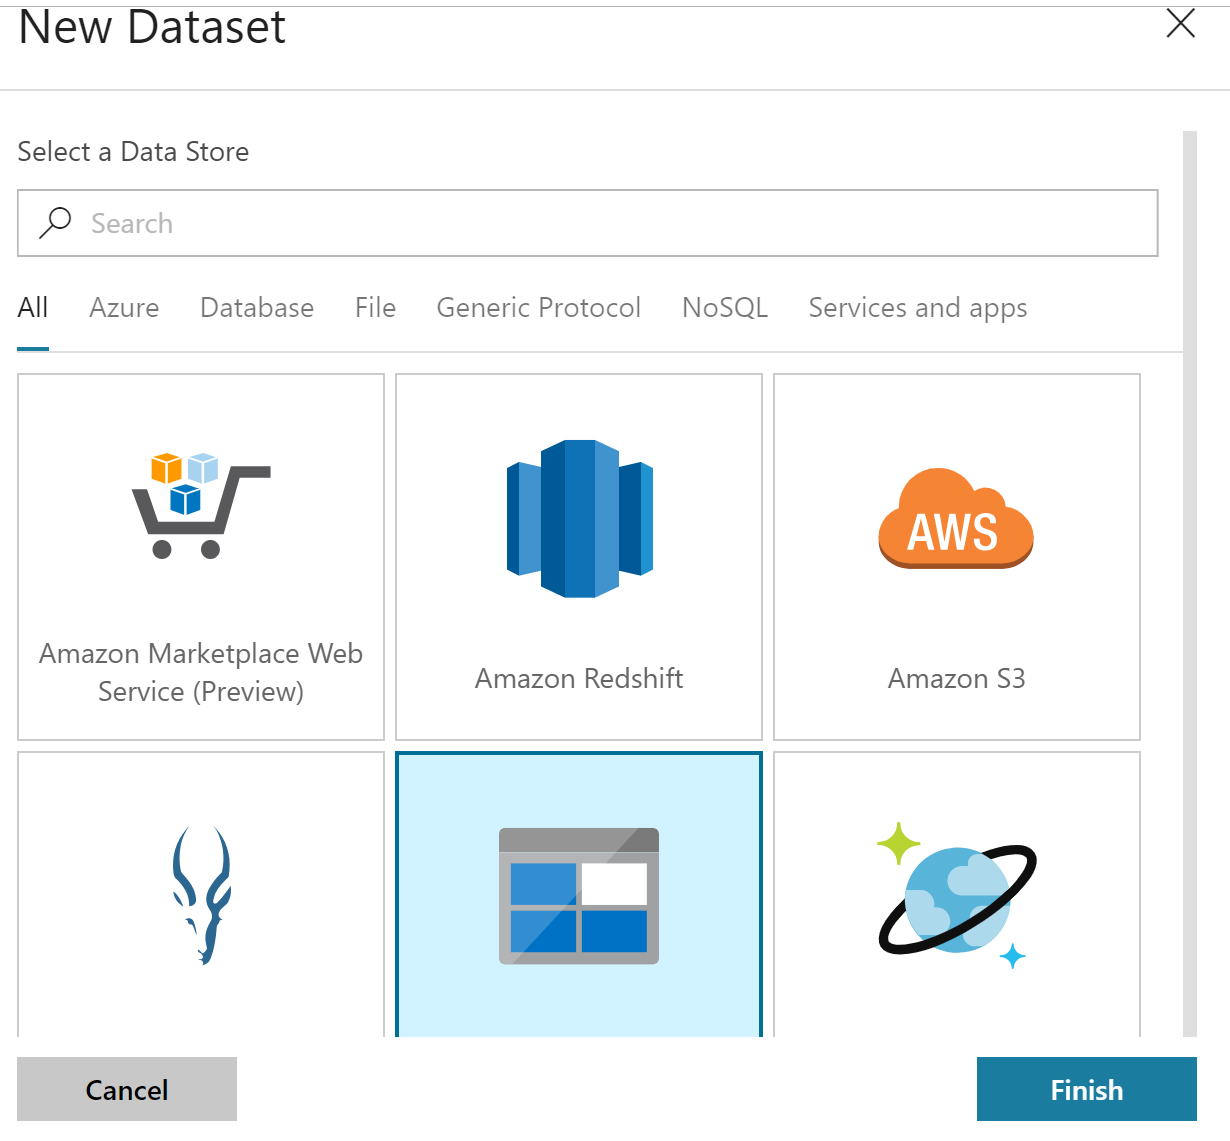 New Dataset
Select a Data Store
Search
All Azure Database File Generic Protocol NoSQL Services and apps
AWS
Amazon Marketplace Web
Service (Preview)
Amazon Redshift
Amazon S3
Cancel
Finish